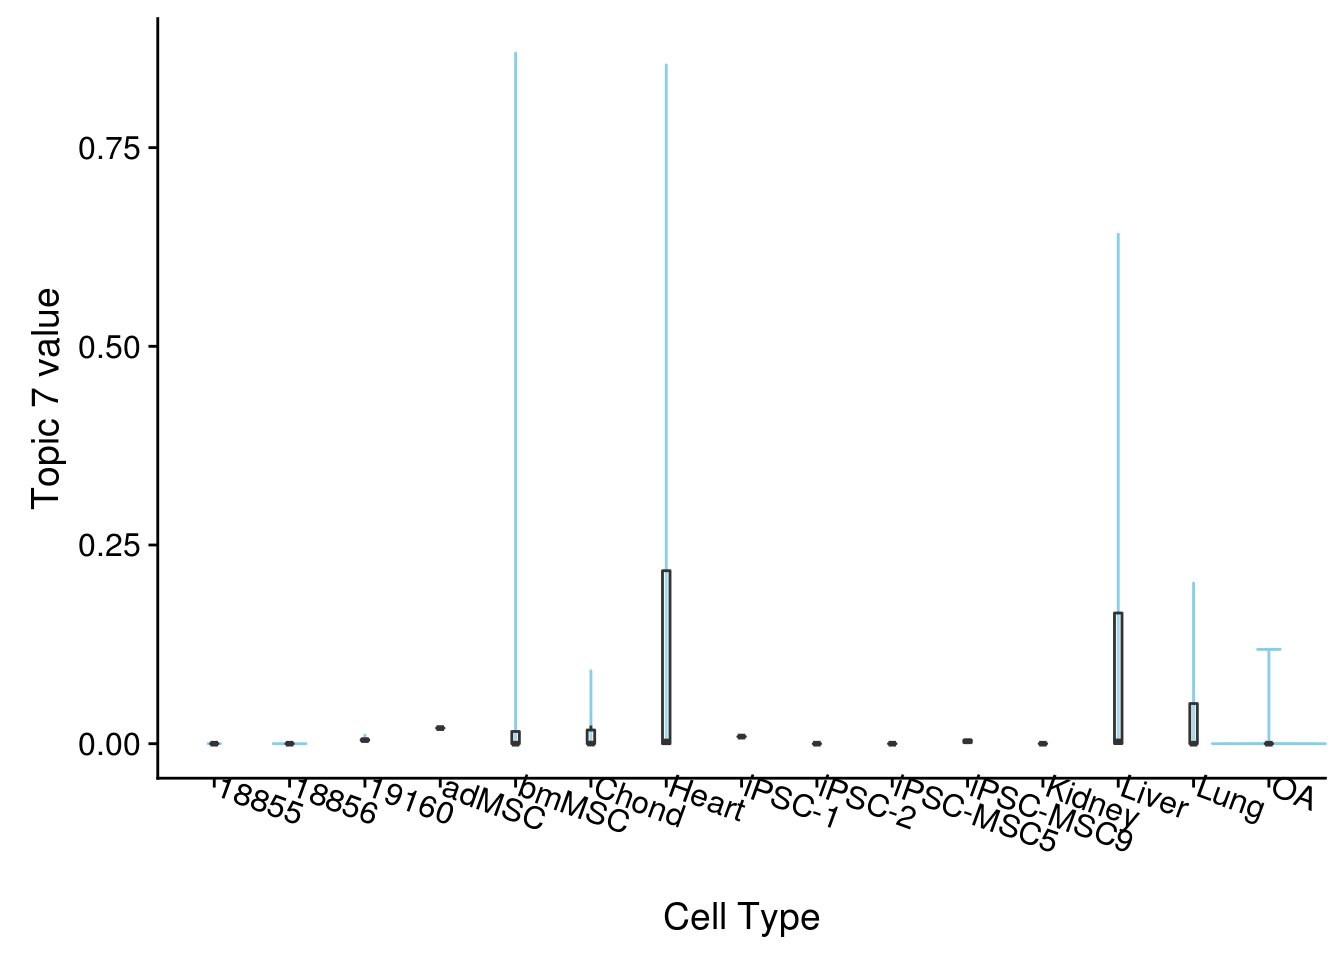 0.75
0.50
0.25
0.00
Topic 7 value
18855
18856
19160
adMSC
bmMSC
Chond
Heart
iPSC-1
iPSC-2
iPSC-MSC5
iPSC-MSC9
Kidney
Liver
Lung
OA
Cell Type